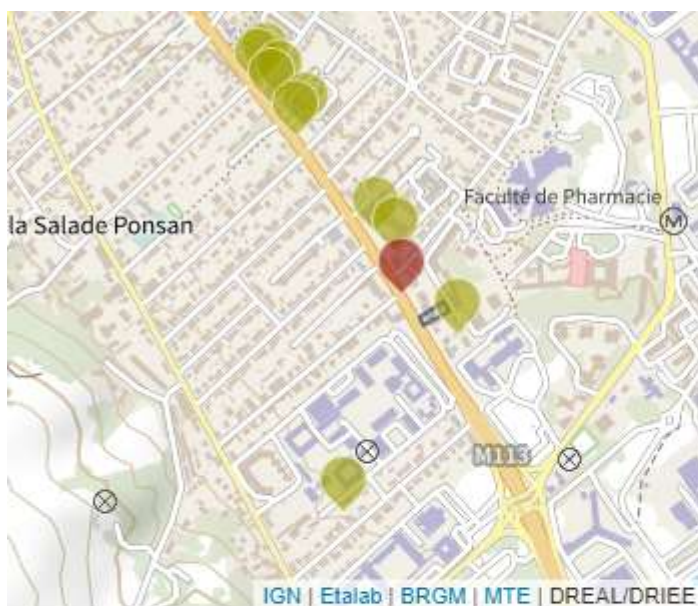 Faculté de Pharmacie
la Salade Ponsan
M
M113
IGN | Etalab | BRGM | MTE | DREAL/DRIEE